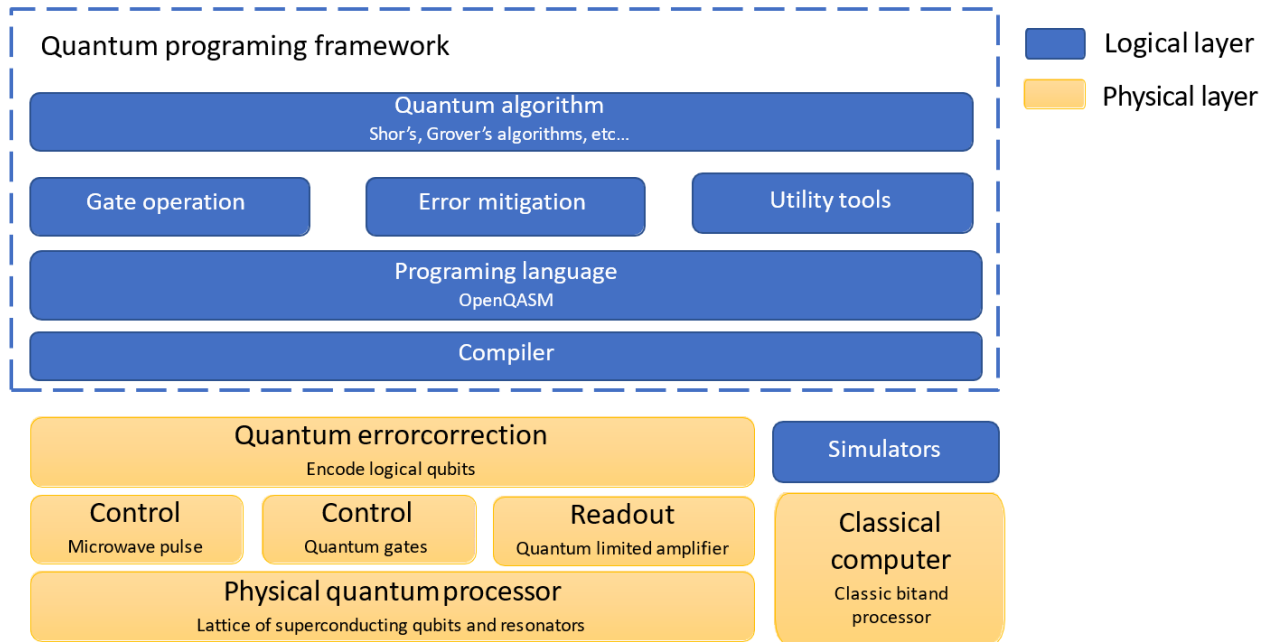 Quantum programing framework
Logical layer
Physical layer
Quantum algorithm
Shor's, Grover's algorithms, etc...
Gate operation
Error mitigation
Utility tools
Programing language
OpenQASM
Compiler
Quantum errorcorrection
Encode logical qubits
Simulators
Control
Microwave pulse
Control
Quantum gates
Readout
Quantum limited amplifier
Classical
computer
Classic bitand
processor
Physical quantum processor
Lattice of superconducting qubits and resonators